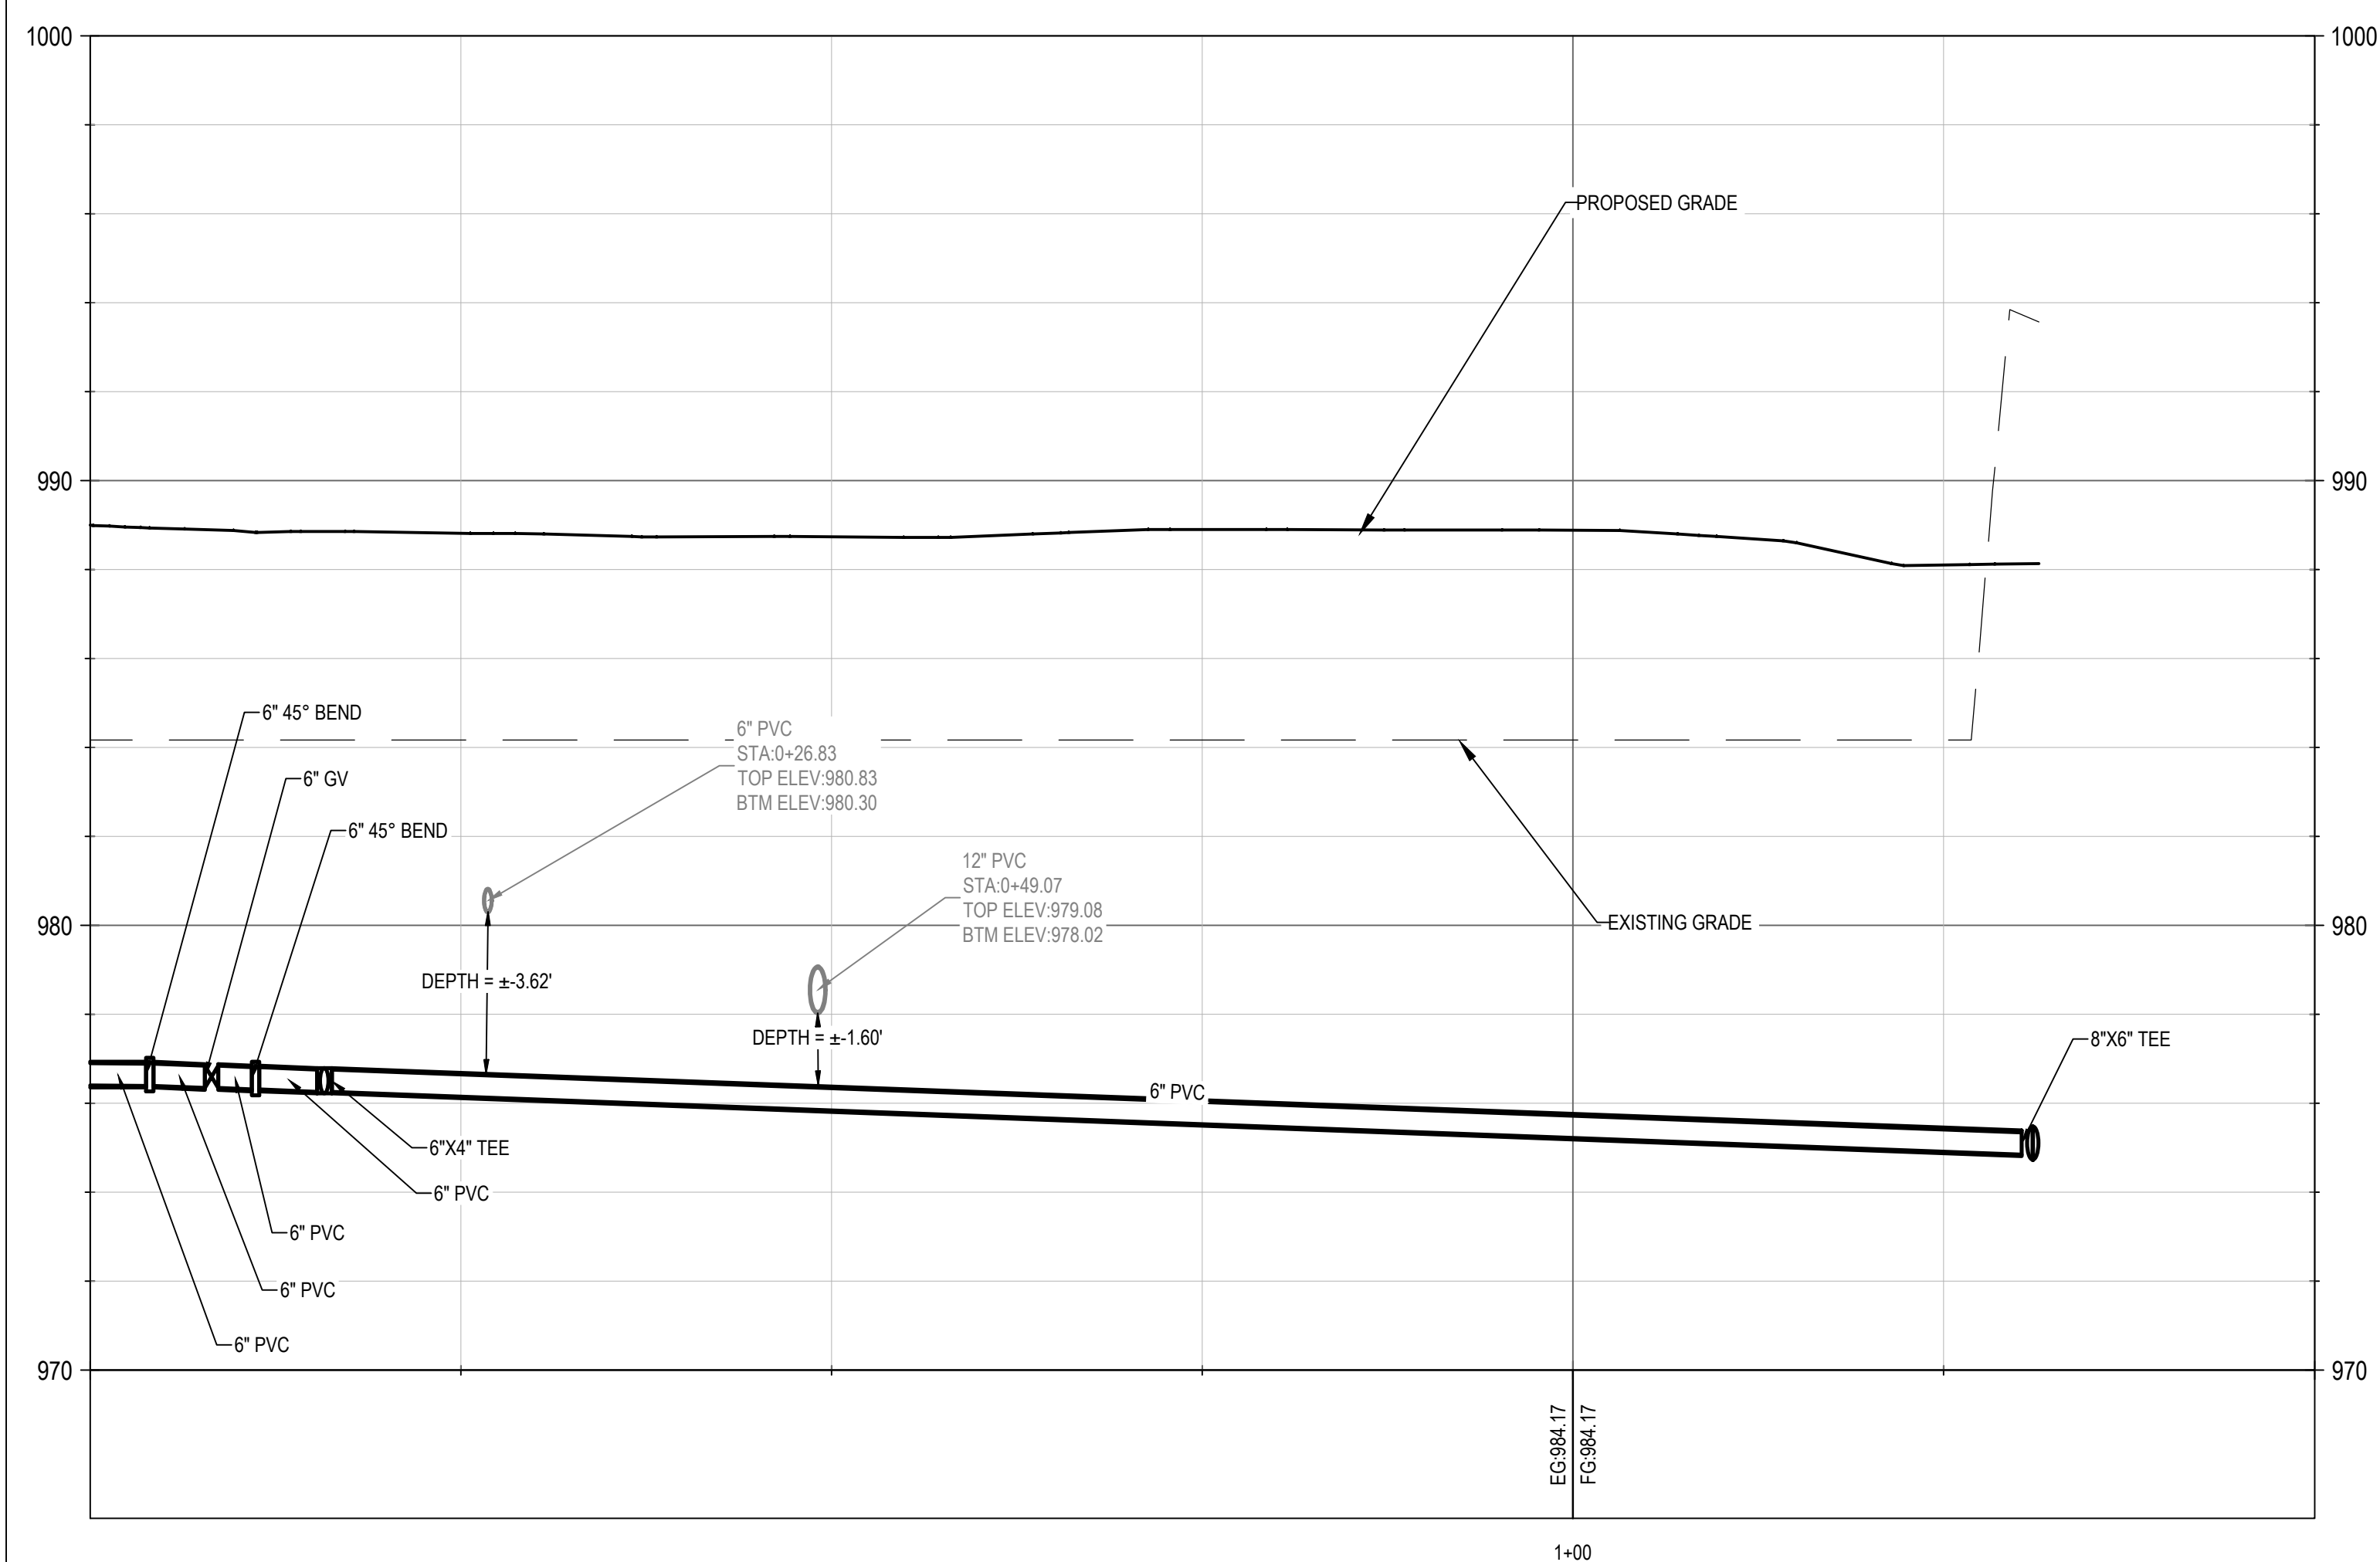 1000
1000
PROPOSED GRADE
990
990
6" 45° BEND
6" PVC
STA:0+26.83
TOP ELEV:980.83
BTM ELEV:980.30
6" GV
6" 45° BEND
12" PVC
STA:0+49.07
TOP ELEV:979.08
BTM ELEV:978.02
EXISTING GRADE
980
980
DEPTH = ±-3.62'
DEPTH = ±-1.60'
8"X6" TEE
6" PVC
6"X4" TEE
6" PVC
6" PVC
6" PVC
6" PVC
970
970
EG:984.17
FG:984.17
1+00